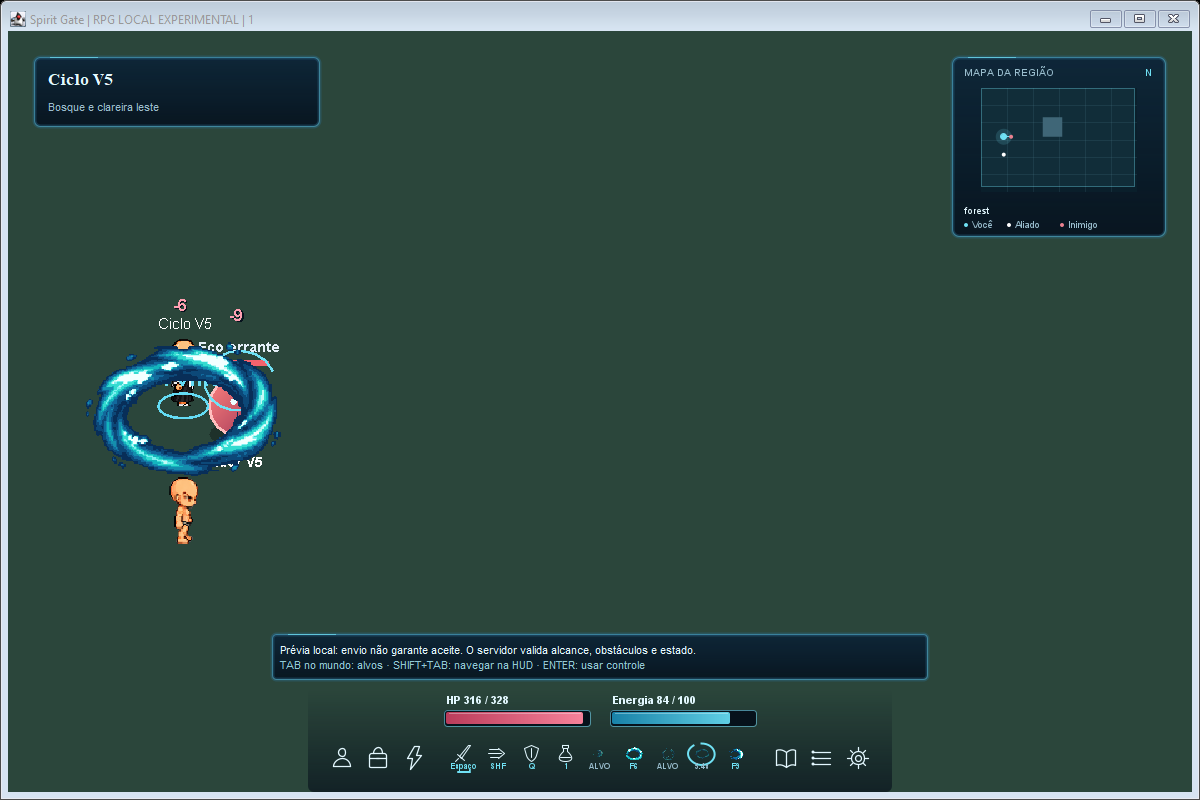 Spirit Gate | RPG LOCAL EXPERIMENTAL | 1
Ciclo V5
Bosque e clareira leste
MAPA DA REGIÃO
N
forest
Você
Aliado
Inimigo
-6
-9
Ciclo V5
Eco errante
V5
Prévia local: envio não garante aceite. O servidor valida alcance, obstáculos e estado.
TAB no mundo: alvos · SHIFT+TAB: navegar na HUD · ENTER: usar controle
HP 316 / 328
Energia 84 / 100
Espaço
SHF
Q
1
ALVO
F6
ALVO
F9